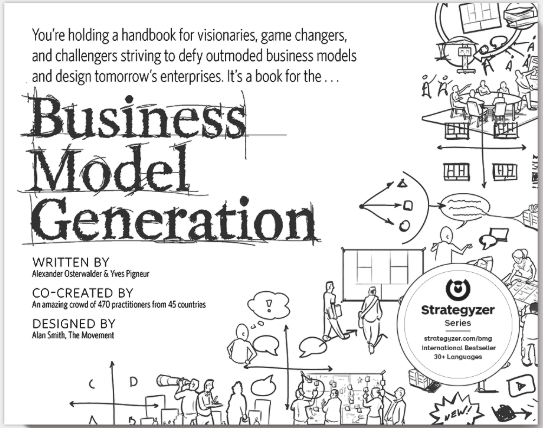 You're holding a handbook for visionaries, game changers,
and challengers striving to defy outmoded business models
and design tomorrow's enterprises. It's a book for the . . .
Business
Model
Generation
WRITTEN BY
Alexander Osterwalder & Yves Pigneur
CO-CREATED BY
An amazing crowd of 470 practitioners from 45 countries
DESIGNED BY
Alan Smith, The Movement
Strategyzer
Series
strategyzer.com/bmg
International Bestseller
30+ Languages
C D
A B
NEW!